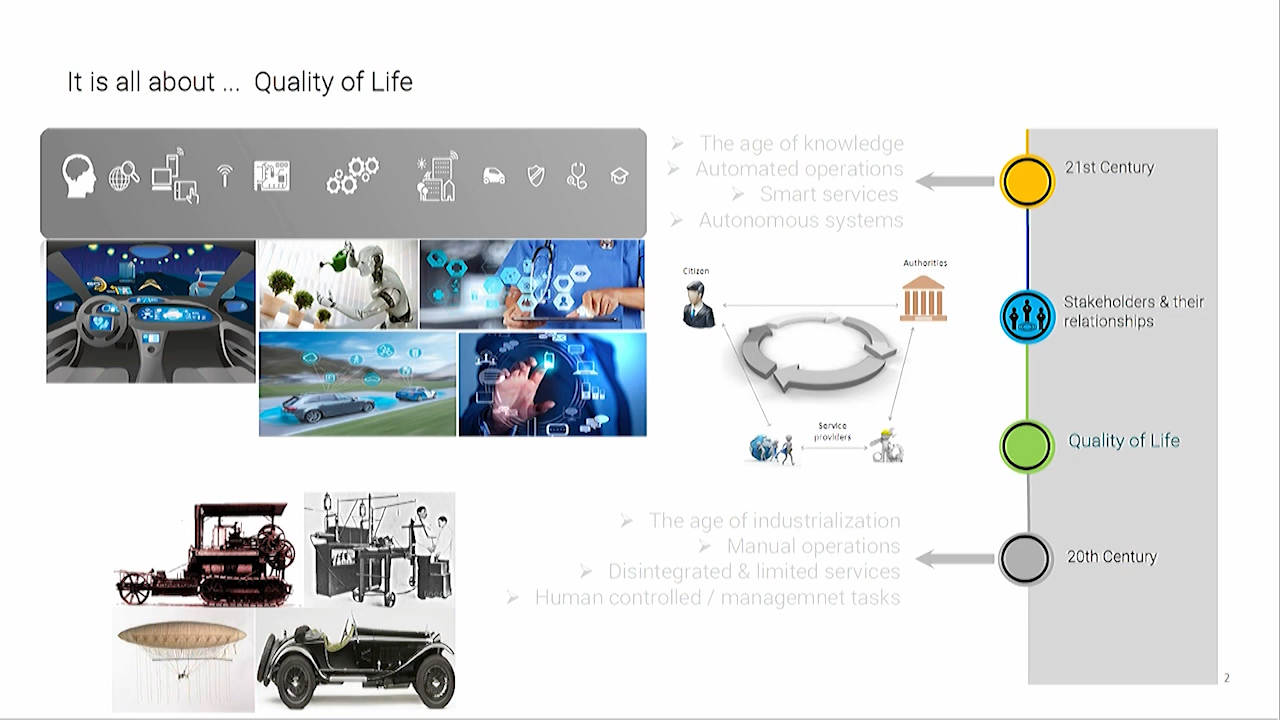 It is all about ... Quality of Life
The age of knowledge
Automated operations
Smart services
Autonomous systems
21st Century
Citizen
Authorities
Service
providers
Stakeholders & their
relationships
Quality of Life
The age of industrialization
Manual operations
Disintegrated & limited services
Human controlled / managemnet tasks
20th Century
2